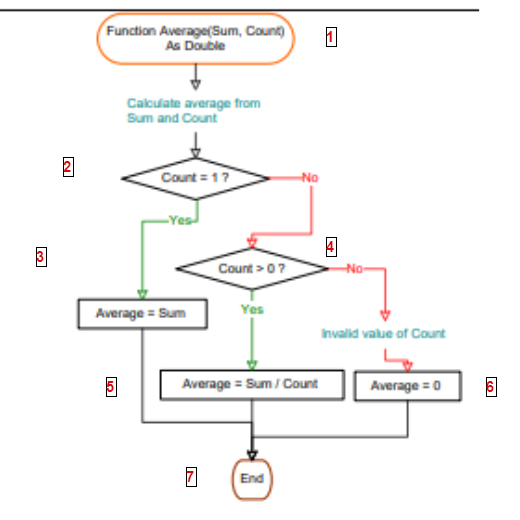 Function Average(Sum, Count)
As Double
1
Calculate average from
Sum and Count
2
Count = 1 ?
No
Yes
3
4
Count > 0 ?
No
Yes
Average = Sum
Invalid value of Count
5
Average = Sum / Count
Average = 0
6
7
End